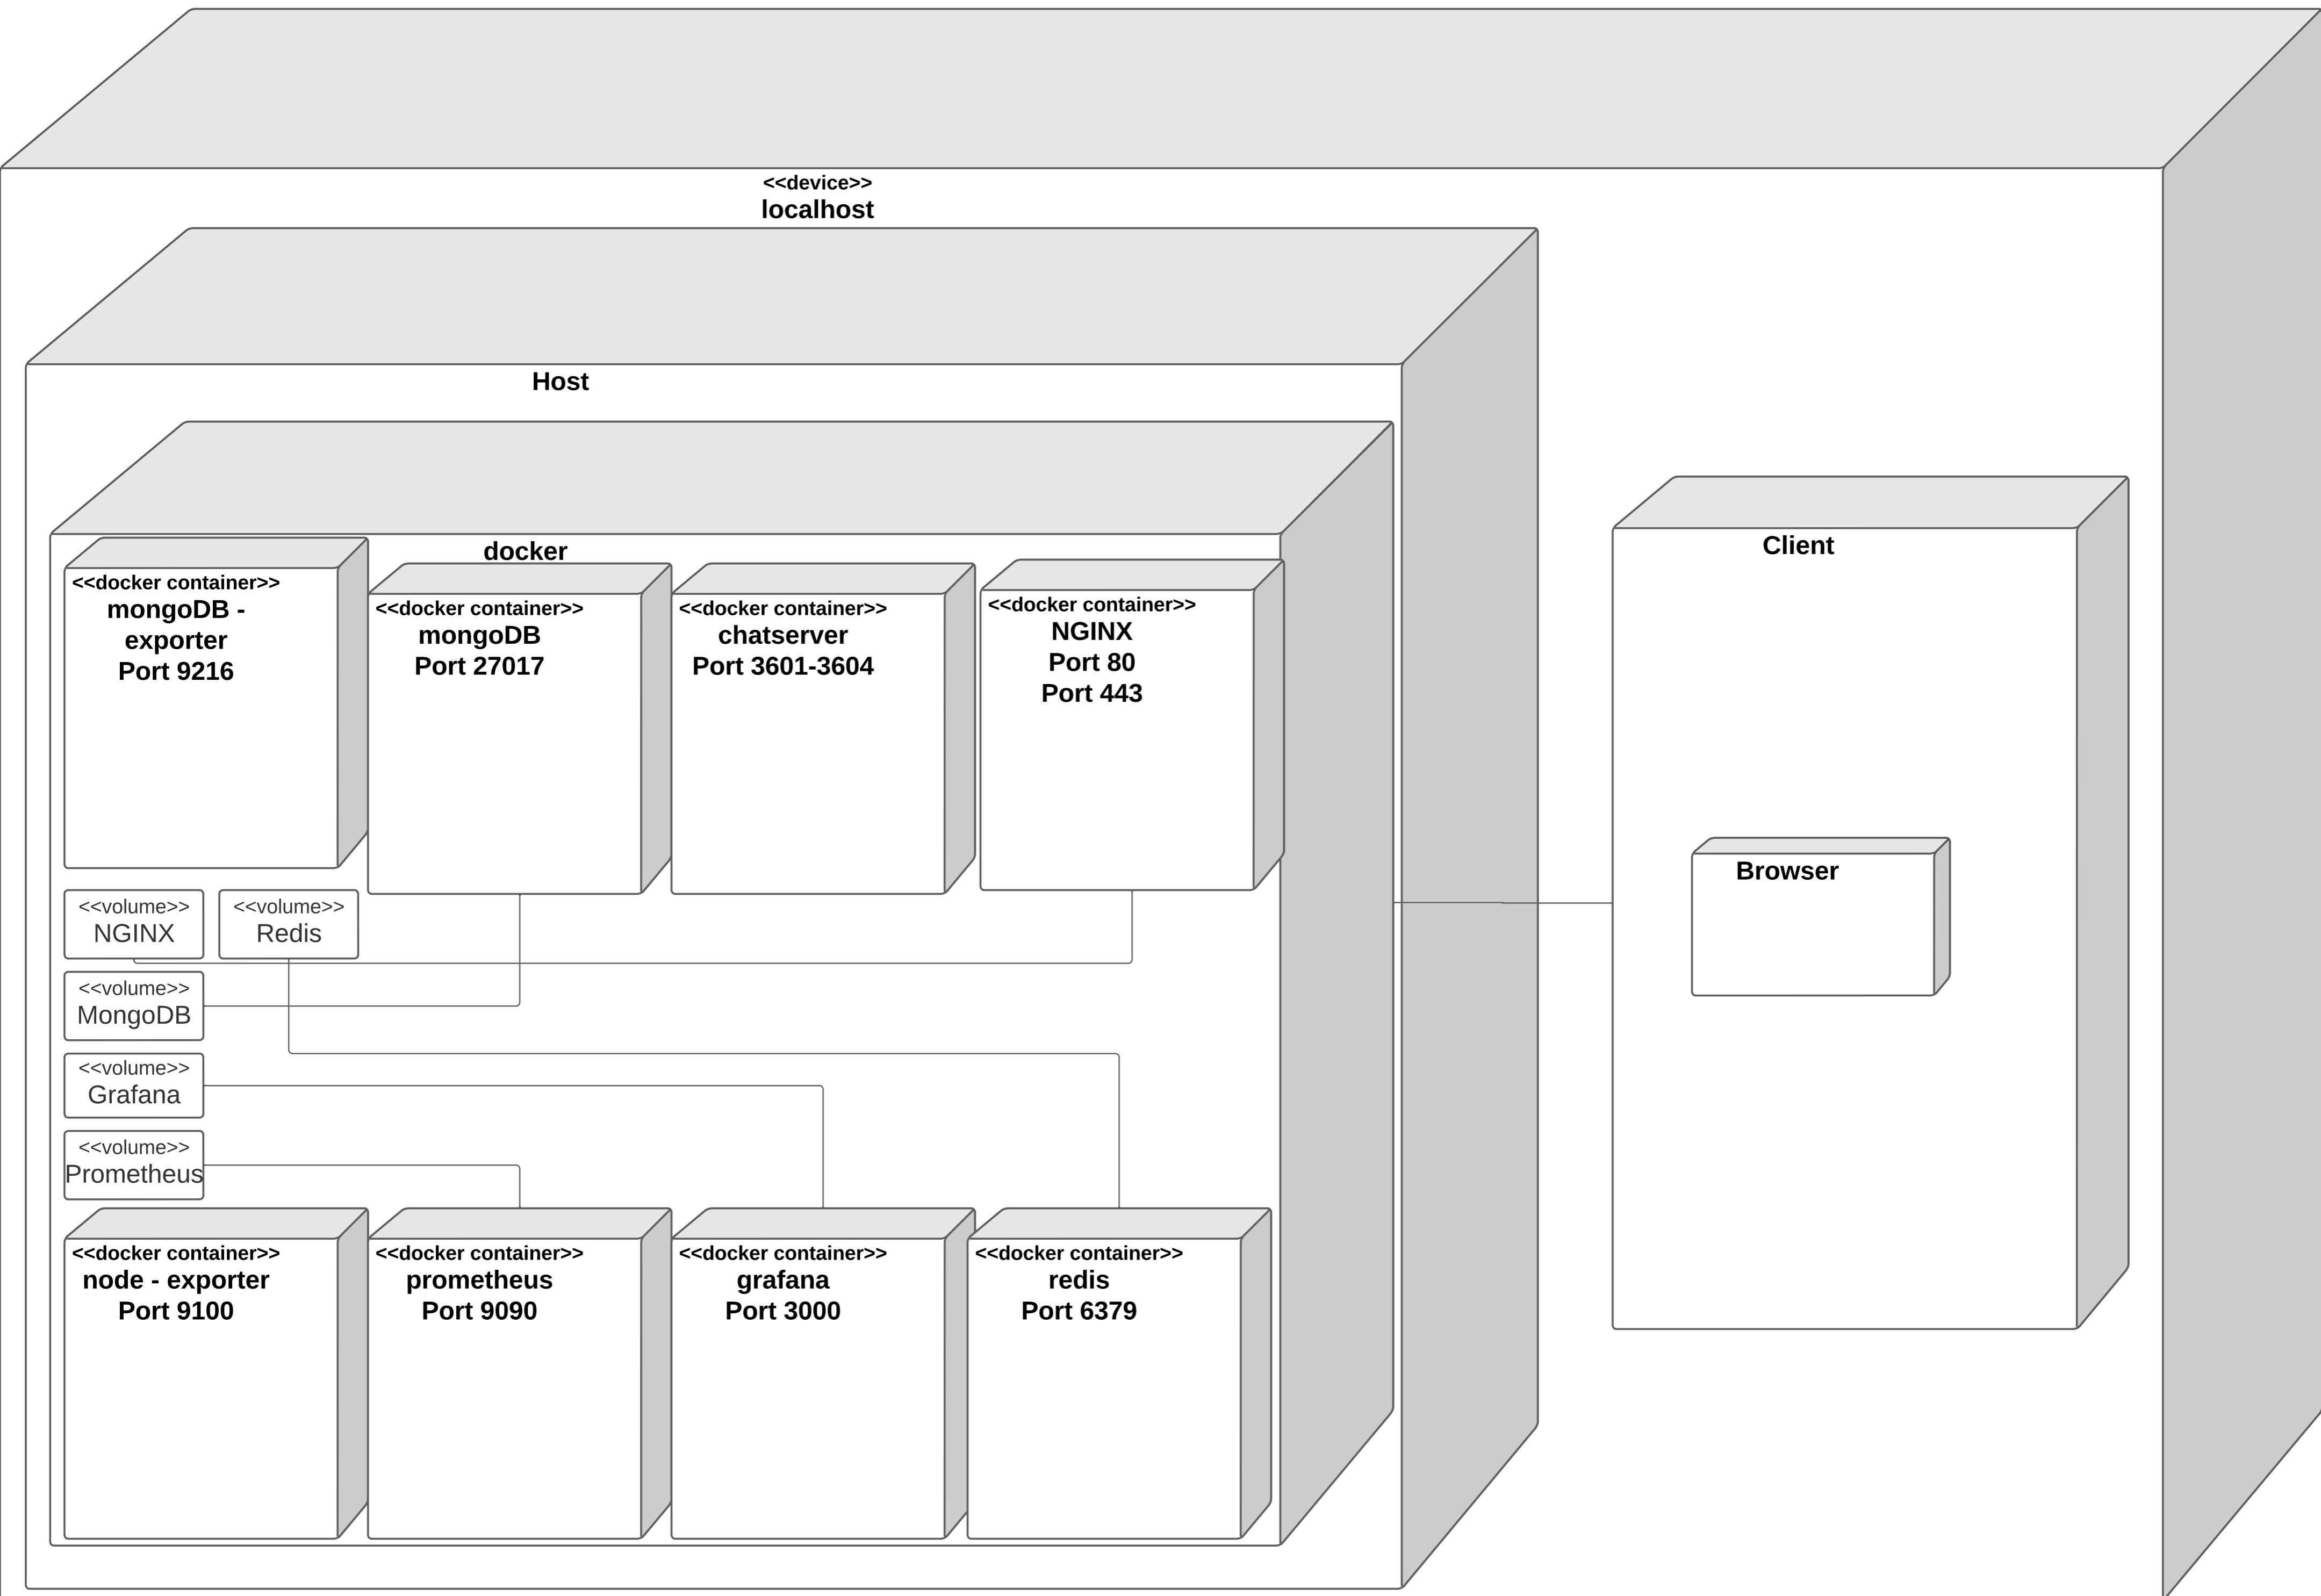 <<device>>
localhost
Host
docker
<<docker container>>
mongoDB -
exporter
Port 9216
<<docker container>>
mongoDB
Port 27017
<<docker container>>
chatserver
Port 3601-3604
<<docker container>>
NGINX
Port 80
Port 443
<<volume>>
NGINX
<<volume>>
Redis
<<volume>>
MongoDB
<<volume>>
Grafana
<<volume>>
Prometheus
<<docker container>>
node - exporter
Port 9100
<<docker container>>
prometheus
Port 9090
<<docker container>>
grafana
Port 3000
<<docker container>>
redis
Port 6379
Client
Browser